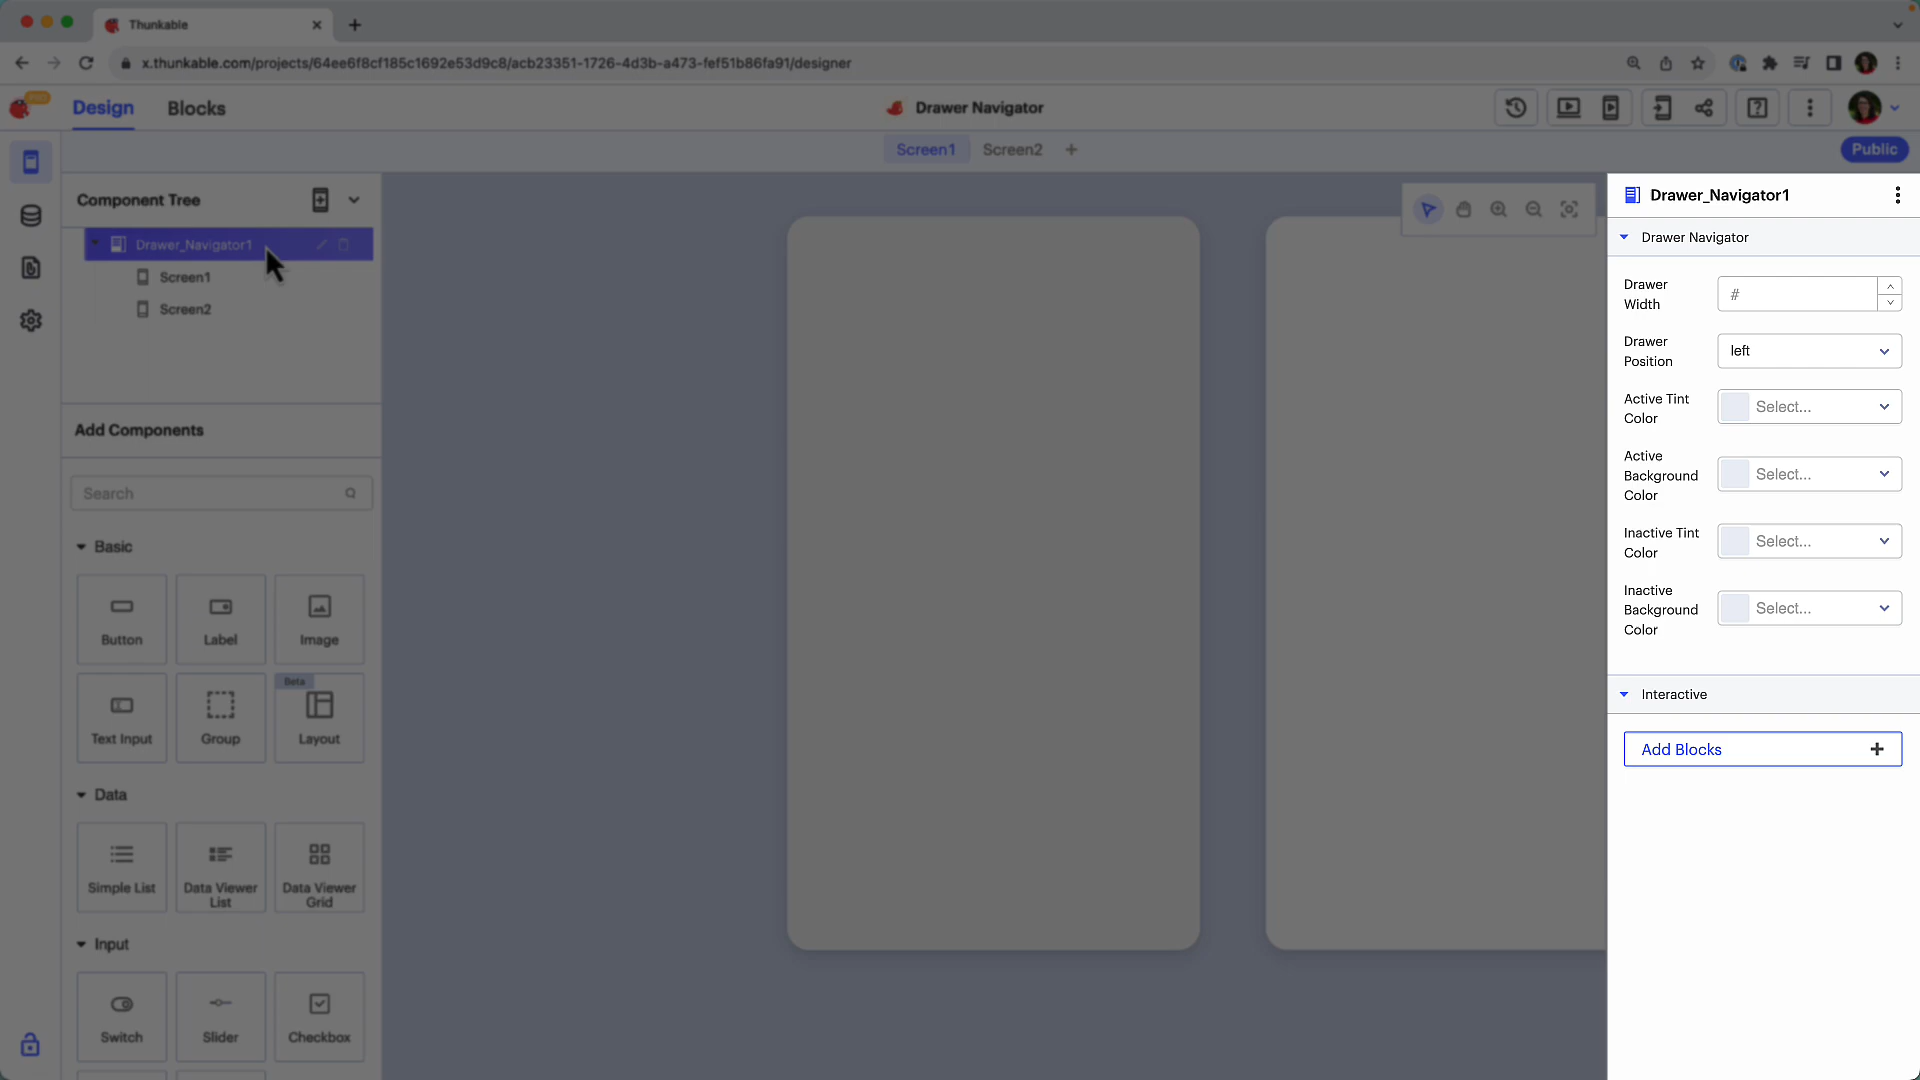 Thunkable
x.thunkable.com/projects/64ee6f8cf185c1692e53d9c8/acb23351-1726-4d3b-a473-fef51b86fa91/designer
PRO
Design
Blocks
Drawer Navigator
Screen1
Screen2
Public
Component Tree
Drawer_Navigator1
Screen1
Screen2
Add Components
Search
Basic
Button
Label
Image
Beta
Text Input
Group
Layout
Data
Simple List
Data Viewer
List
Data Viewer
Grid
Input
Switch
Slider
Checkbox
Drawer_Navigator1
Drawer Navigator
Drawer
Width
#
Drawer
Position
left
Active Tint
Color
Select...
Active
Background
Color
Select...
Inactive Tint
Color
Select...
Inactive
Background
Color
Select...
Interactive
Add Blocks